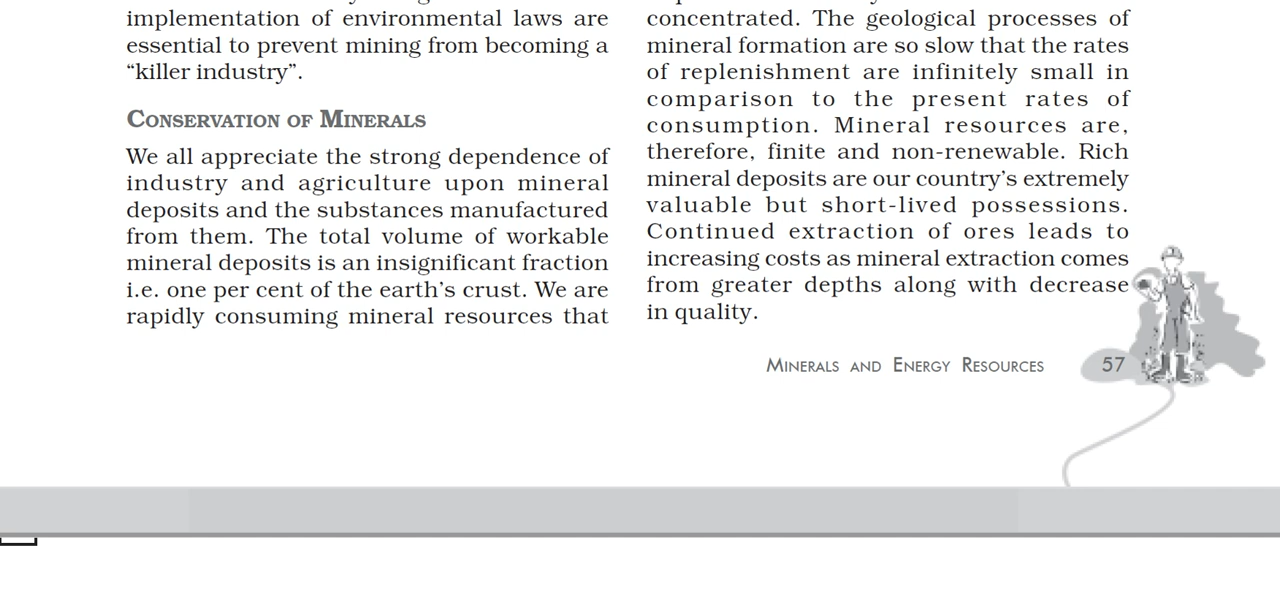 implementation of environmental laws are
essential to prevent mining from becoming a
“killer industry”.
CONSERVATION OF MINERALS
We all appreciate the strong dependence of
industry and agriculture upon mineral
deposits and the substances manufactured
from them. The total volume of workable
mineral deposits is an insignificant fraction
i.e. one per cent of the earth’s crust. We are
rapidly consuming mineral resources that
concentrated. The geological processes of
mineral formation are so slow that the rates
of replenishment are infinitely small in
comparison to the present rates of
consumption. Mineral resources are,
therefore, finite and non-renewable. Rich
mineral deposits are our country’s extremely
valuable but short-lived possessions.
Continued extraction of ores leads to
increasing costs as mineral extraction comes
from greater depths along with decrease
in quality.
MINERALS AND ENERGY RESOURCES 57